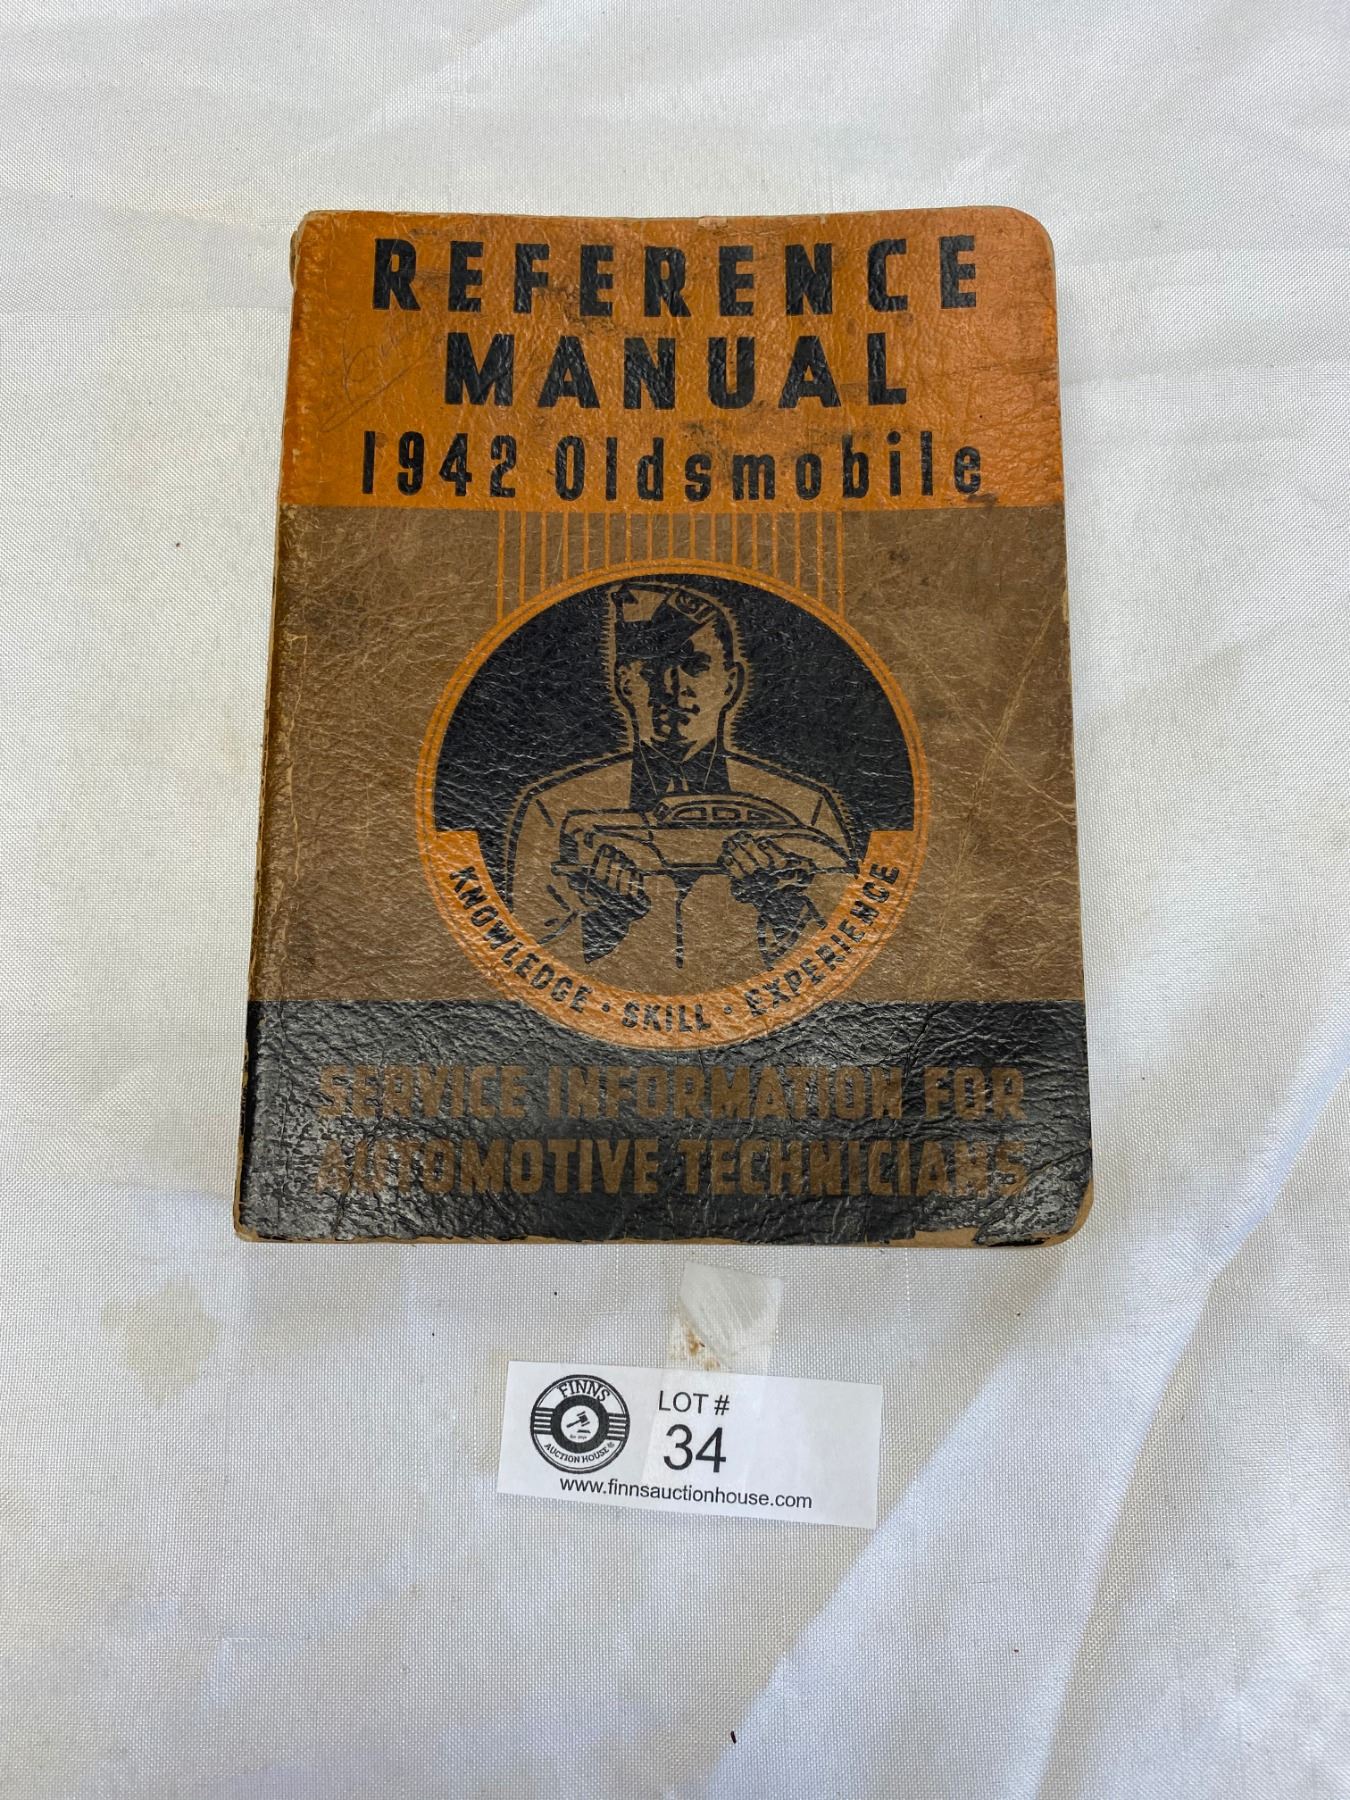 REFERENCE
MANUAL
1942 Oldsmobile
KNOWLEDGE • SKILL • EXPERIENCE
SERVICE INFORMATION FOR
AUTOMOTIVE TECHNICIANS
FINNS
AUCTION HOUSE
LOT #
34
www.finnsauctionhouse.com